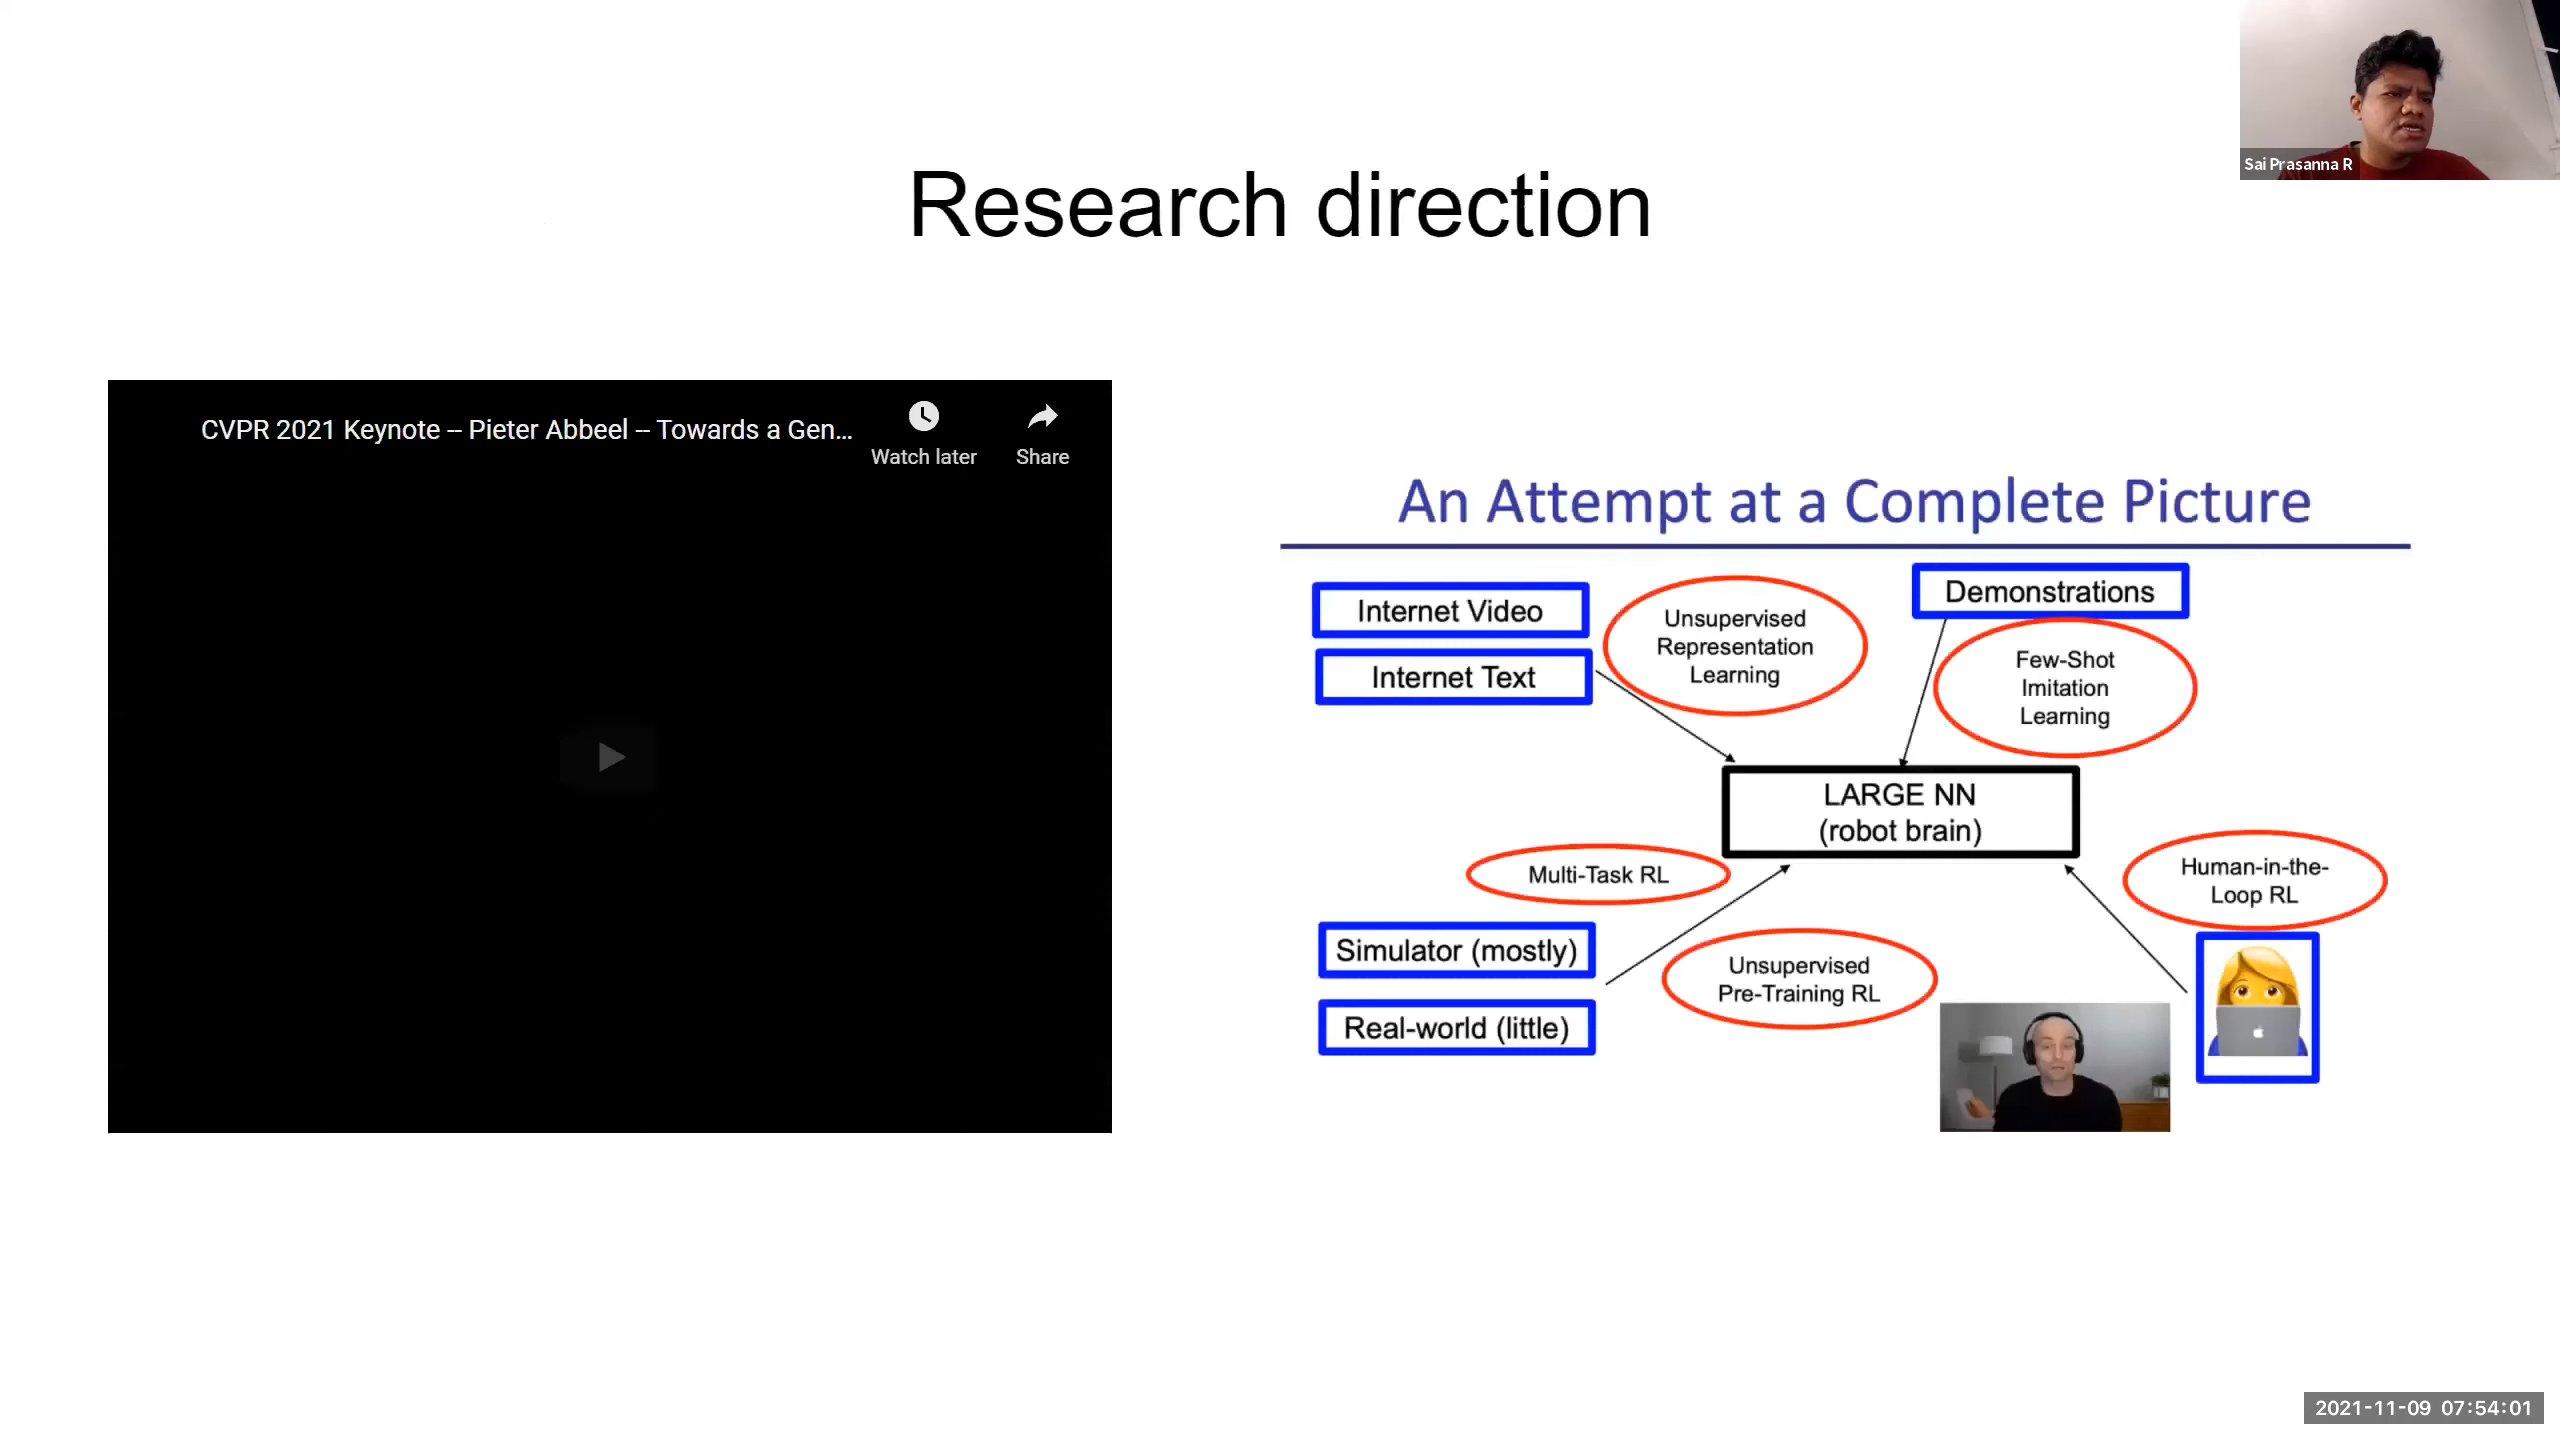 Sai Prasanna R
Research direction
CVPR 2021 Keynote -- Pieter Abbeel -- Towards a Gen...
Watch later
Share
An Attempt at a Complete Picture
Internet Video
Internet Text
Unsupervised
Representation
Learning
Demonstrations
Few-Shot
Imitation
Learning
LARGE NN
(robot brain)
Multi-Task RL
Human-in-the-
Loop RL
Simulator (mostly)
Real-world (little)
Unsupervised
Pre-Training RL
2021-11-09 07:54:01